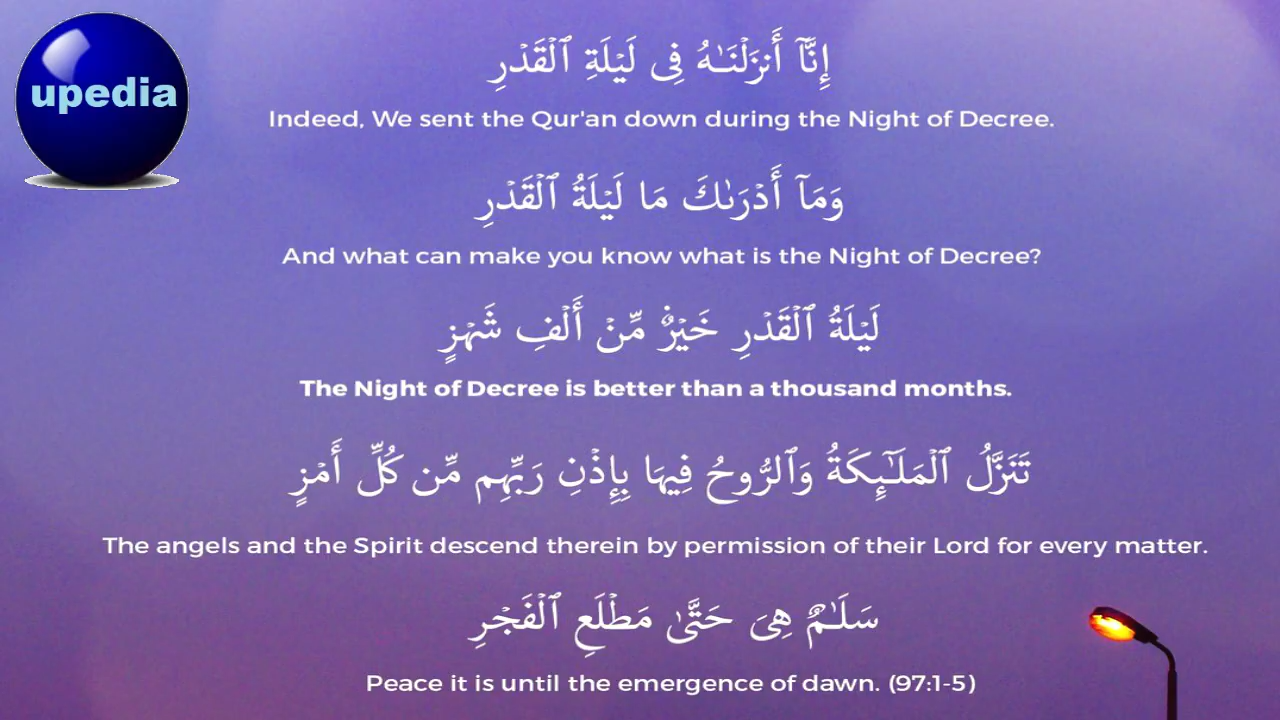 upedia
إِنَّآ أَنزَلْنَـٰهُ فِى لَيْلَةِ ٱلْقَدْرِ
Indeed, We sent the Qur'an down during the Night of Decree.
وَمَآ أَدْرَىٰكَ مَا لَيْلَةُ ٱلْقَدْرِ
And what can make you know what is the Night of Decree?
لَيْلَةُ ٱلْقَدْرِ خَيْرٌ مِّنْ أَلْفِ شَهْرٍ
The Night of Decree is better than a thousand months.
تَنَزَّلُ ٱلْمَلَـٰٓئِكَةُ وَٱلرُّوحُ فِيهَا بِإِذْنِ رَبِّهِم مِّن كُلِّ أَمْرٍ
The angels and the Spirit descend therein by permission of their Lord for every matter.
سَلَـٰمٌ هِىَ حَتَّىٰ مَطْلَعِ ٱلْفَجْرِ
Peace it is until the emergence of dawn. (97:1-5)